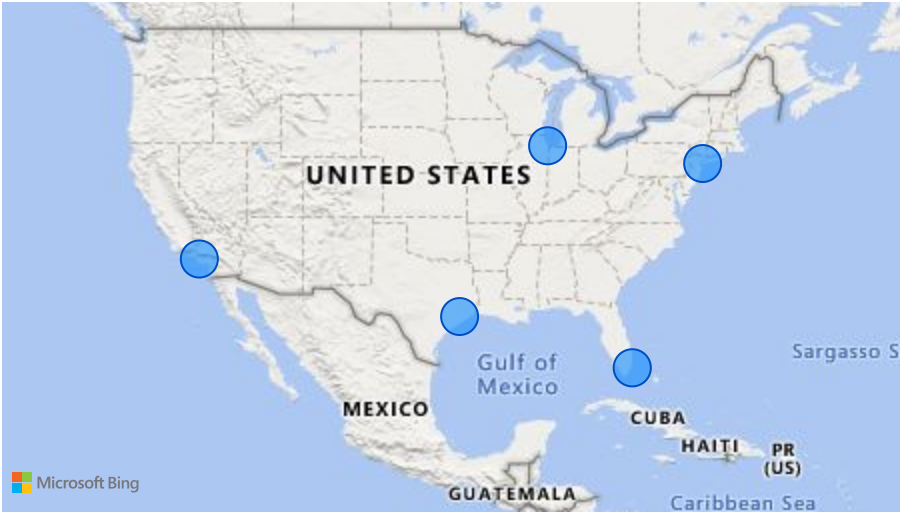 UNITED STATES
Gulf of
Mexico
Sargasso S
MEXICO
CUBA
HAITI
PR
(US)
Microsoft Bing
GUATEMALA
Caribbean Sea